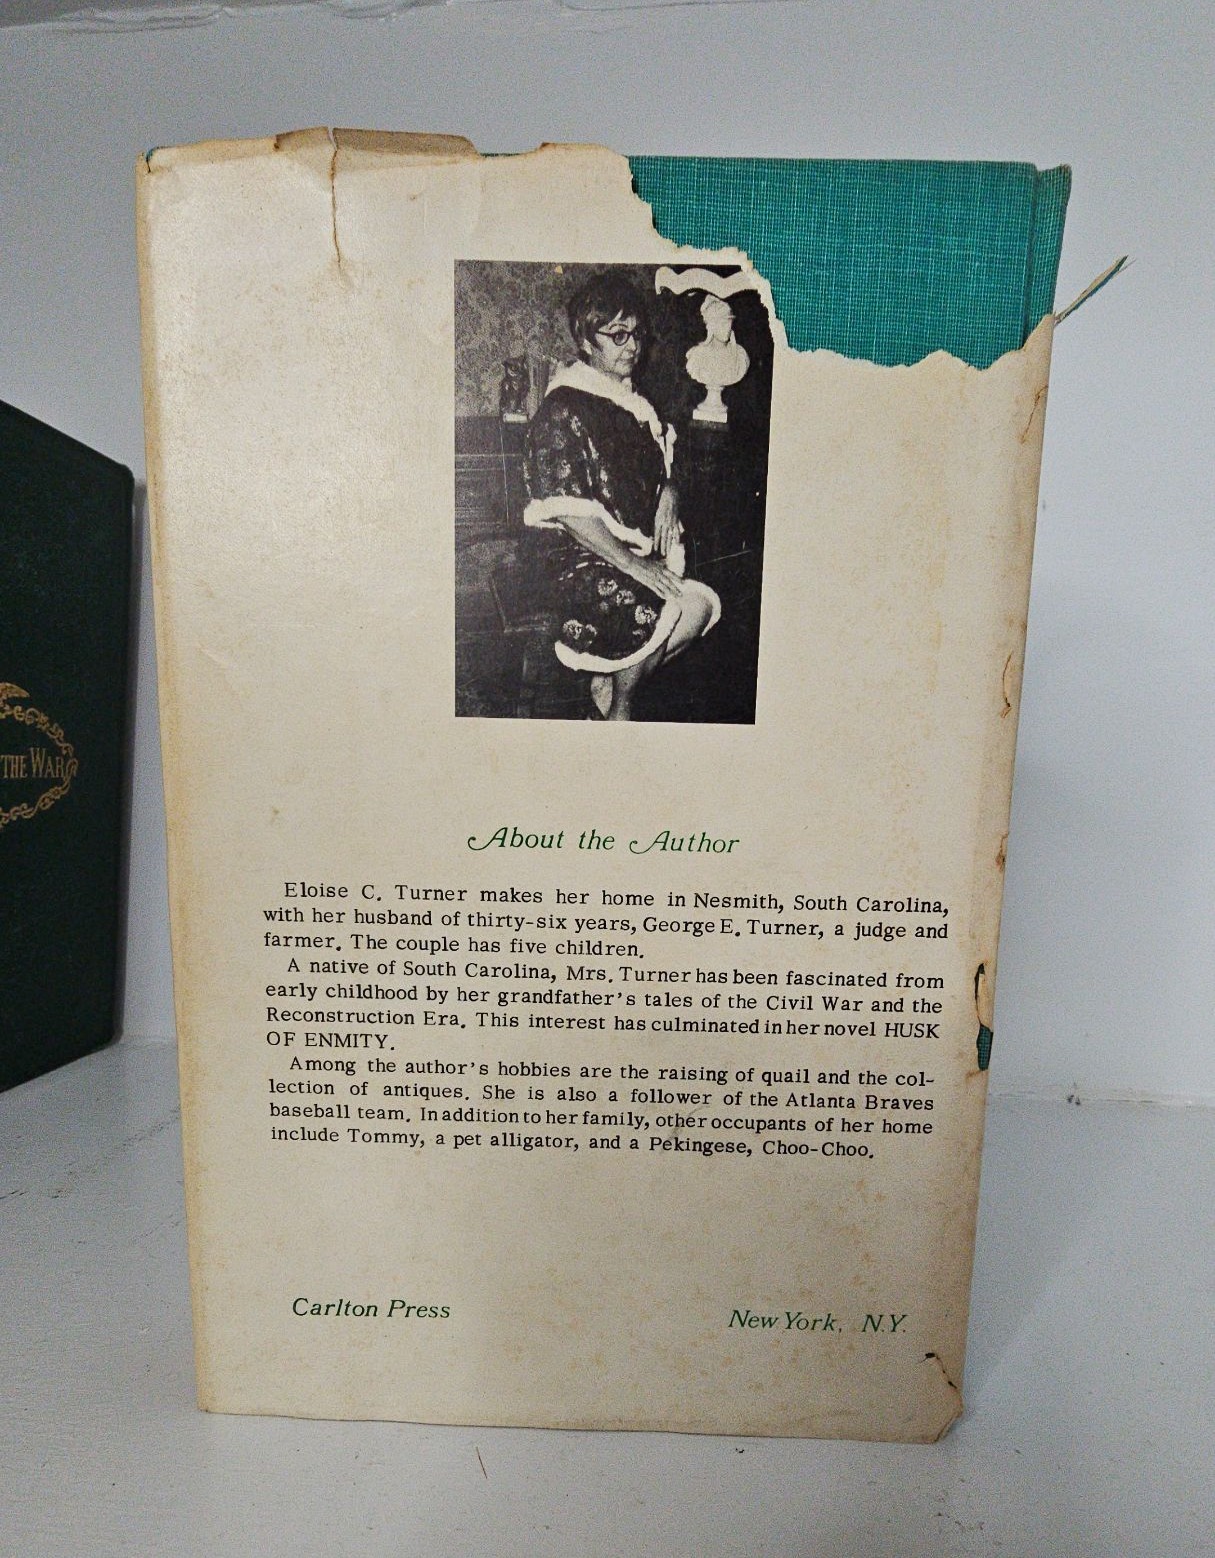 THE WAR
About the Author
Eloise C. Turner makes her home in Nesmith, South Carolina,
with her husband of thirty-six years, George E. Turner, a judge and
farmer. The couple has five children.
A native of South Carolina, Mrs. Turner has been fascinated from
early childhood by her grandfather's tales of the Civil War and the
Reconstruction Era. This interest has culminated in her novel HUSK
OF ENMITY.
Among the author's hobbies are the raising of quail and the col-
lection of antiques. She is also a follower of the Atlanta Braves
baseball team. In addition to her family, other occupants of her home
include Tommy, a pet alligator, and a Pekingese, Choo-Choo.
Carlton Press
New York, N.Y.